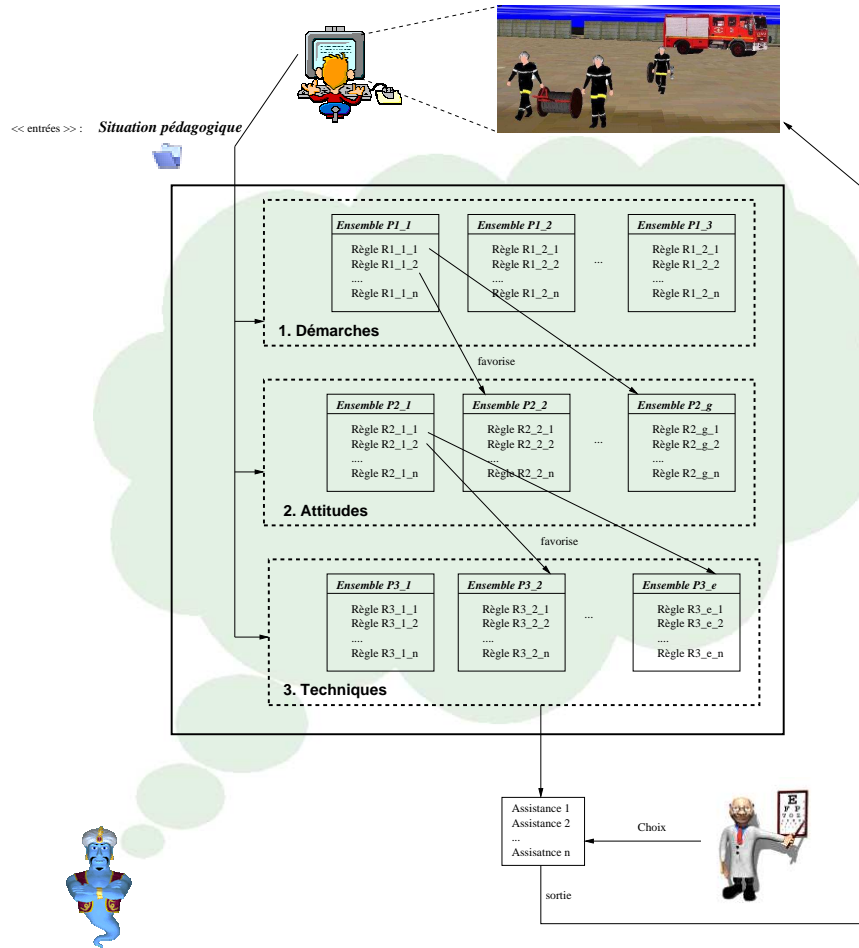 << entrées >> : Situation pédagogique
Ensemble P1_1
Règle R1_1_1
Règle R1_1_2
....
Règle R1_1_n
Ensemble P1_2
Règle R1_2_1
Règle R1_2_2
....
Règle R1_2_n
...
Ensemble P1_3
Règle R1_2_1
Règle R1_2_2
....
Règle R1_2_n
1. Démarches
favorise
Ensemble P2_1
Règle R2_1_1
Règle R2_1_2
....
Règle R2_1_n
Ensemble P2_2
Règle R2_2_1
Règle R2_2_2
....
Règle R2_2_n
...
Ensemble P2_g
Règle R2_g_1
Règle R2_g_2
....
Règle R2_g_n
2. Attitudes
favorise
Ensemble P3_1
Règle R3_1_1
Règle R3_1_2
....
Règle R3_1_n
Ensemble P3_2
Règle R3_2_1
Règle R3_2_2
....
Règle R3_2_n
...
Ensemble P3_e
Règle R3_e_1
Règle R3_e_2
....
Règle R3_e_n
3. Techniques
Assistance 1
Assistance 2
...
Assisatnce n
Choix
E
F P
sortie